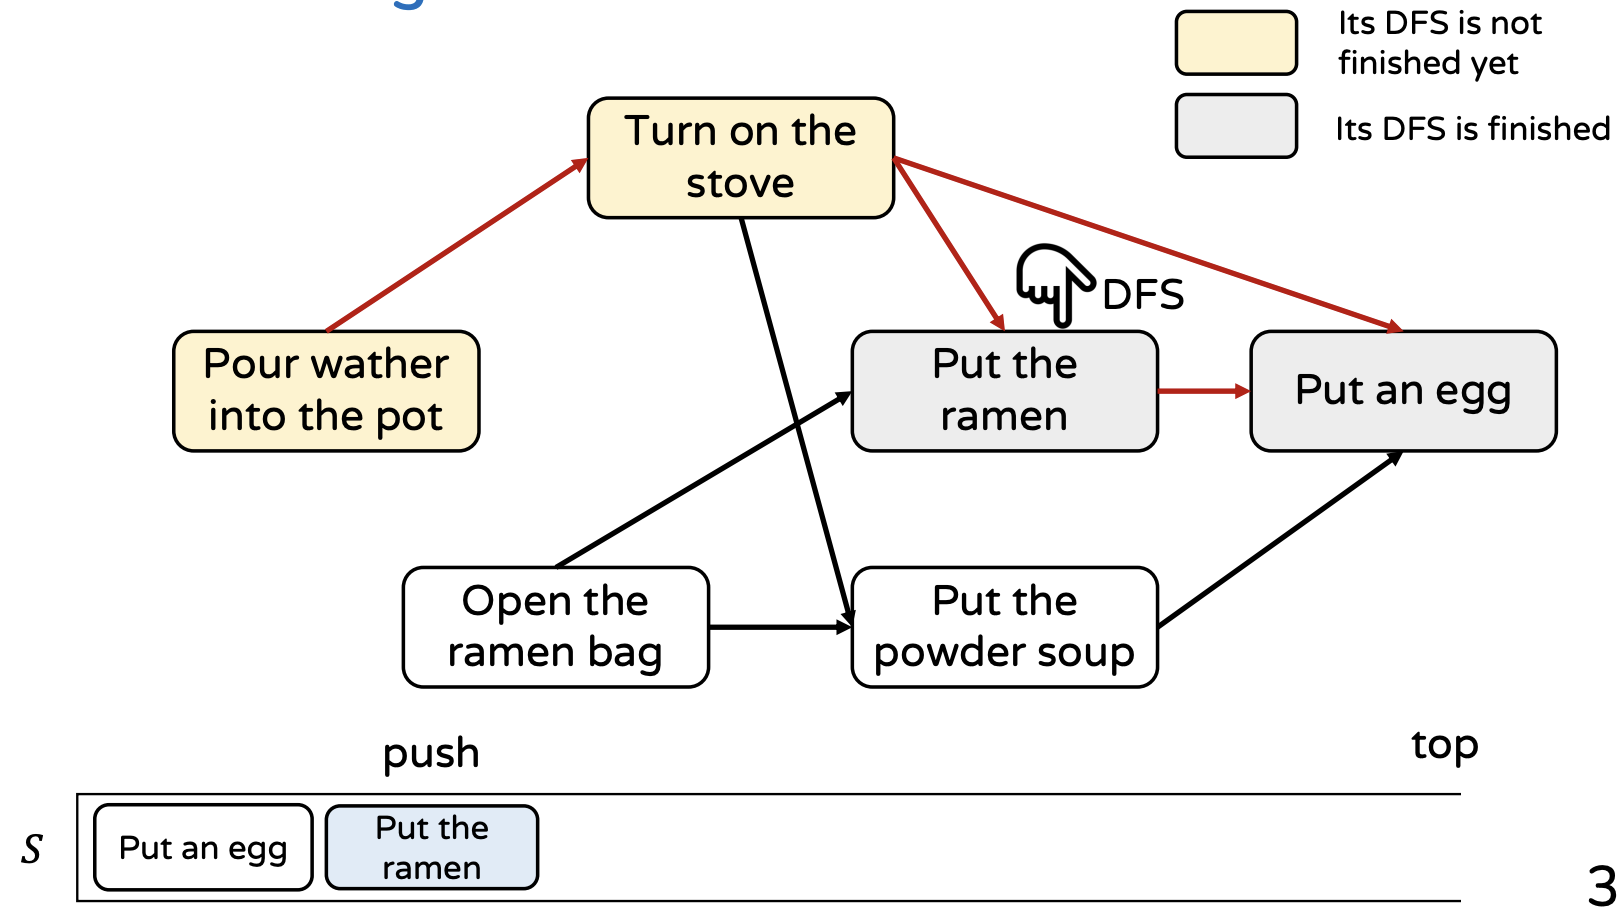 Its DFS is not
finished yet
Its DFS is finished
Turn on the
stove
DFS
Pour wather
into the pot
Put the
ramen
Put an egg
Open the
ramen bag
Put the
powder soup
push
top
S
Put an egg
Put the
ramen
3